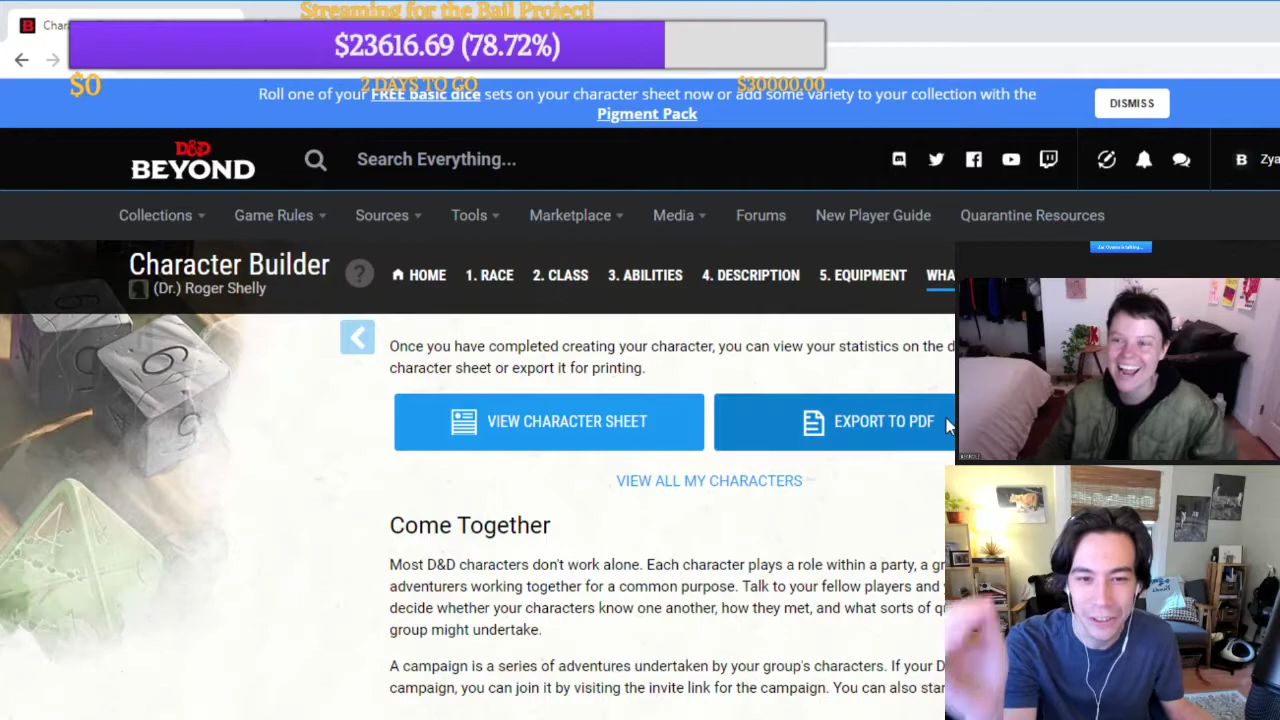 Streaming for the Bail Project!
$23616.69 (78.72%)
$0
2 DAYS TO GO
$30000.00
Roll one of your FREE basic dice sets on your character sheet now or add some variety to your collection with the
Pigment Pack
DISMISS
D&D
BEYOND
Search Everything...
B Zya
Collections
Game Rules
Sources
Tools
Marketplace
Media
Forums
New Player Guide
Quarantine Resources
Character Builder
(Dr.) Roger Shelly
?
HOME
1. RACE
2. CLASS
3. ABILITIES
4. DESCRIPTION
5. EQUIPMENT
WHA
Once you have completed creating your character, you can view your statistics on the d
character sheet or export it for printing.
VIEW CHARACTER SHEET
EXPORT TO PDF
VIEW ALL MY CHARACTERS
Come Together
Most D&D characters don't work alone. Each character plays a role within a party, a gr
adventurers working together for a common purpose. Talk to your fellow players and
decide whether your characters know one another, how they met, and what sorts of q
group might undertake.
A campaign is a series of adventures undertaken by your group's characters. If your D
campaign, you can join it by visiting the invite link for the campaign. You can also star